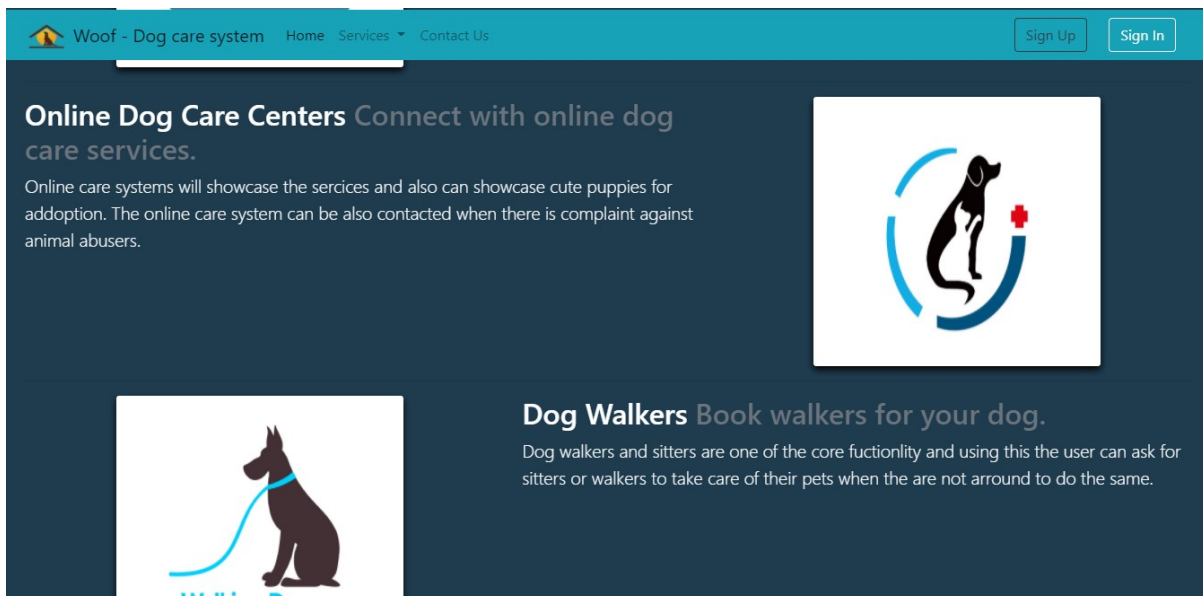 Woof - Dog care system Home Services Contact Us Sign Up Sign In
Online Dog Care Centers Connect with online dog
care services.
Online care systems will showcase the sercices and also can showcase cute puppies for
addoption. The online care system can be also contacted when there is complaint against
animal abusers.
Dog Walkers Book walkers for your dog.
Dog walkers and sitters are one of the core fuctionlity and using this the user can ask for
sitters or walkers to take care of their pets when the are not arround to do the same.